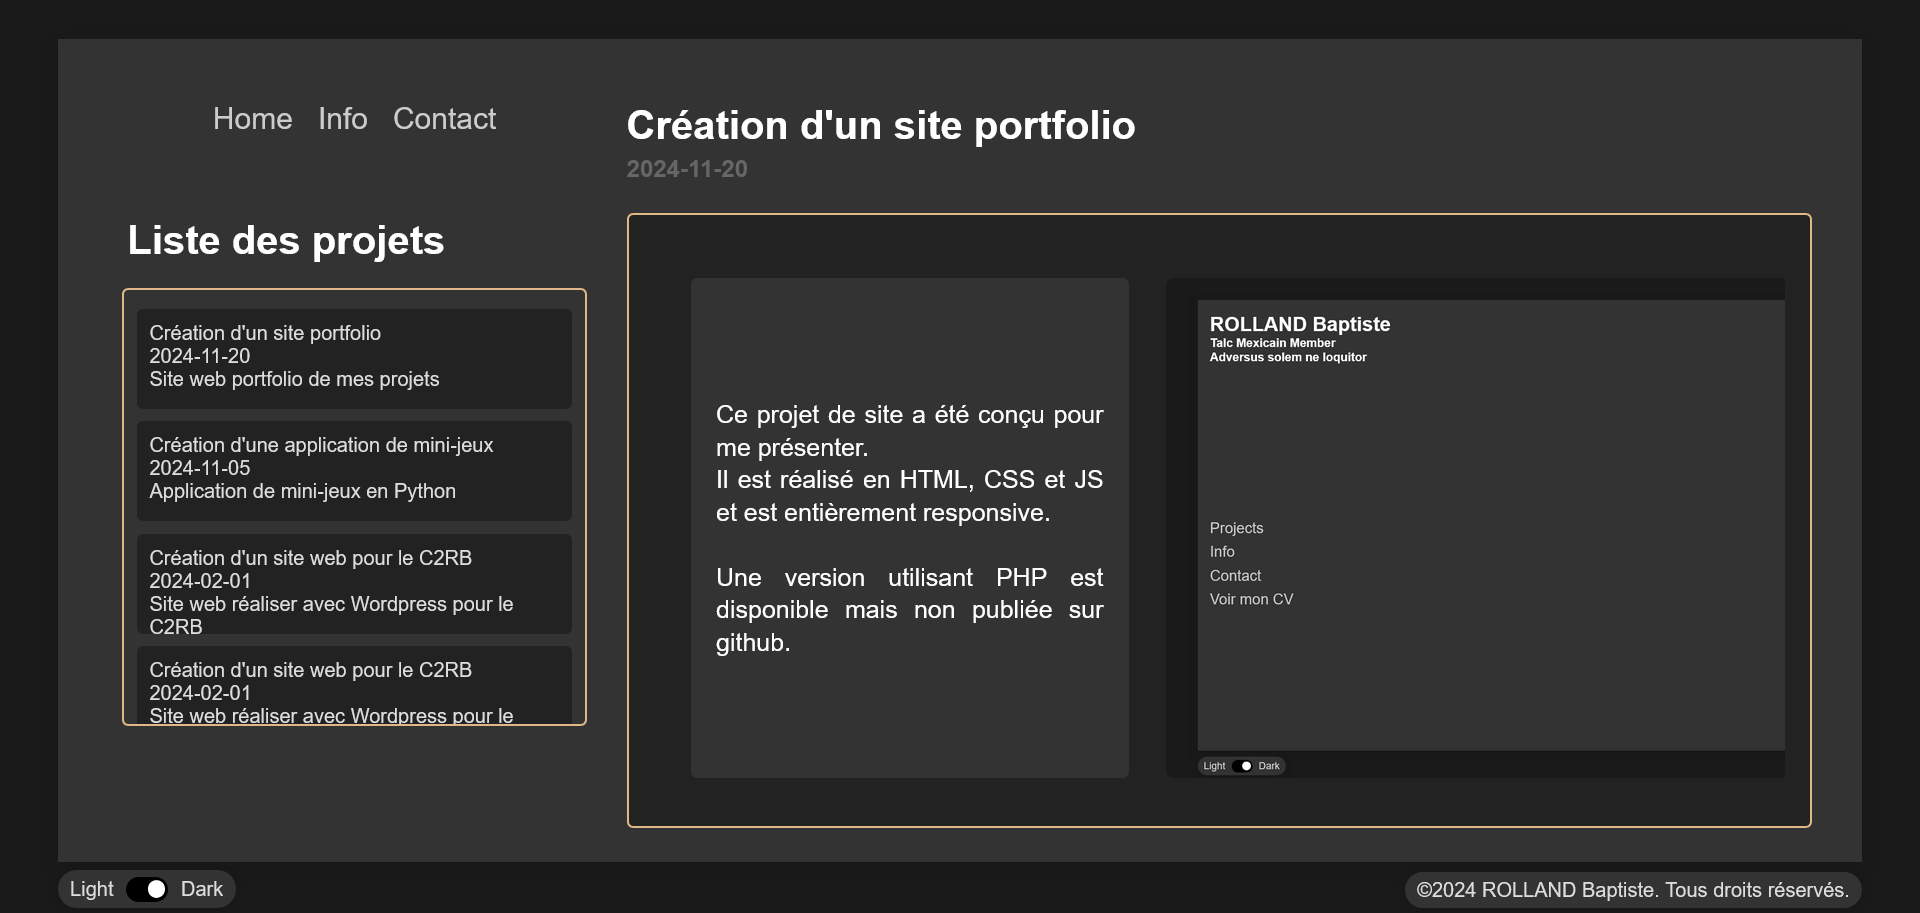 Home Info Contact
Liste des projets
Création d'un site portfolio
2024-11-20
Site web portfolio de mes projets
Création d'une application de mini-jeux
2024-11-05
Application de mini-jeux en Python
Création d'un site web pour le C2RB
2024-02-01
Site web réaliser avec Wordpress pour le
C2RB
Création d'un site web pour le C2RB
2024-02-01
Site web réaliser avec Wordpress pour le
Création d'un site portfolio
2024-11-20
Ce projet de site a été conçu pour
me présenter.
Il est réalisé en HTML, CSS et JS
et est entièrement responsive.
Une version utilisant PHP est
disponible mais non publiée sur
github.
ROLLAND Baptiste
Talc Mexicain Member
Adversus solem ne loquitor
Projects
Info
Contact
Voir mon CV
Light Dark
Light Dark
©2024 ROLLAND Baptiste. Tous droits réservés.